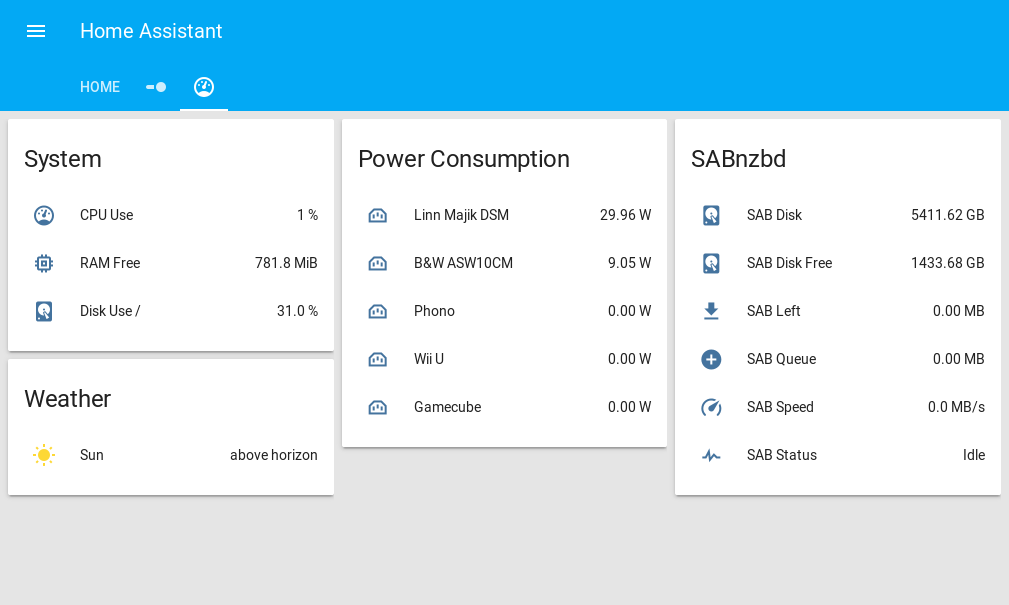 Home Assistant
HOME
System
CPU Use 1 %
RAM Free 781.8 MiB
Disk Use / 31.0 %
Weather
Sun above horizon
Power Consumption
Linn Majik DSM 29.96 W
B&W ASW10CM 9.05 W
Phono 0.00 W
Wii U 0.00 W
Gamecube 0.00 W
SABnzbd
SAB Disk 5411.62 GB
SAB Disk Free 1433.68 GB
SAB Left 0.00 MB
SAB Queue 0.00 MB
SAB Speed 0.0 MB/s
SAB Status Idle